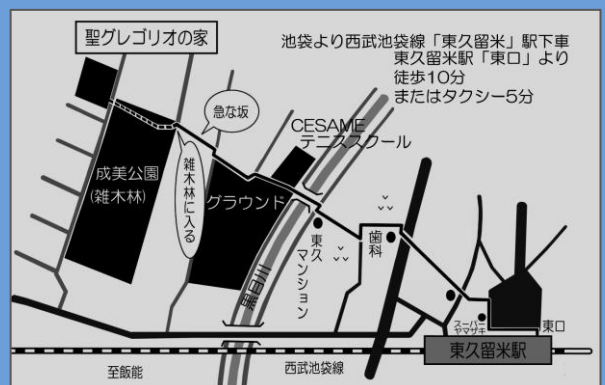 聖グレゴリオの家
池袋より西武池袋線「東久留米」駅下車
東久留米駅「東口」より
徒歩10分
またはタクシー5分
急な坂
CESAME
テニススクール
成美公園
(雑木林)
雑木林に入る
グラウンド
東久
マンション
歯科
黒目川
スーパー
ヤマザキ
東口
東久留米駅
至飯能
西武池袋線